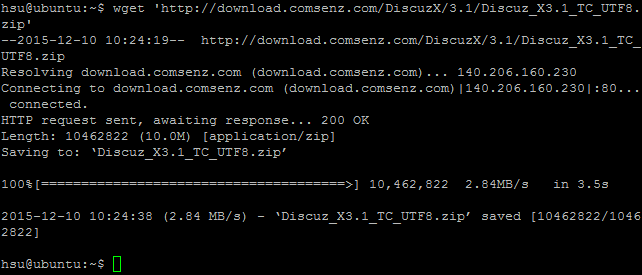 hsu@ubuntu:~$ wget 'http://download.comsenz.com/DiscuzX/3.1/Discuz_X3.1_TC_UTF8.
zip'
--2015-12-10 10:24:19--  http://download.comsenz.com/DiscuzX/3.1/Discuz_X3.1_TC_
UTF8.zip
Resolving download.comsenz.com (download.comsenz.com)... 140.206.160.230
Connecting to download.comsenz.com (download.comsenz.com)|140.206.160.230|:80...
 connected.
HTTP request sent, awaiting response... 200 OK
Length: 10462822 (10.0M) [application/zip]
Saving to: ‘Discuz_X3.1_TC_UTF8.zip’
100%[======================================>] 10,462,822  2.84MB/s   in 3.5s
2015-12-10 10:24:38 (2.84 MB/s) - ‘Discuz_X3.1_TC_UTF8.zip’ saved [10462822/1046
2822]
hsu@ubuntu:~$